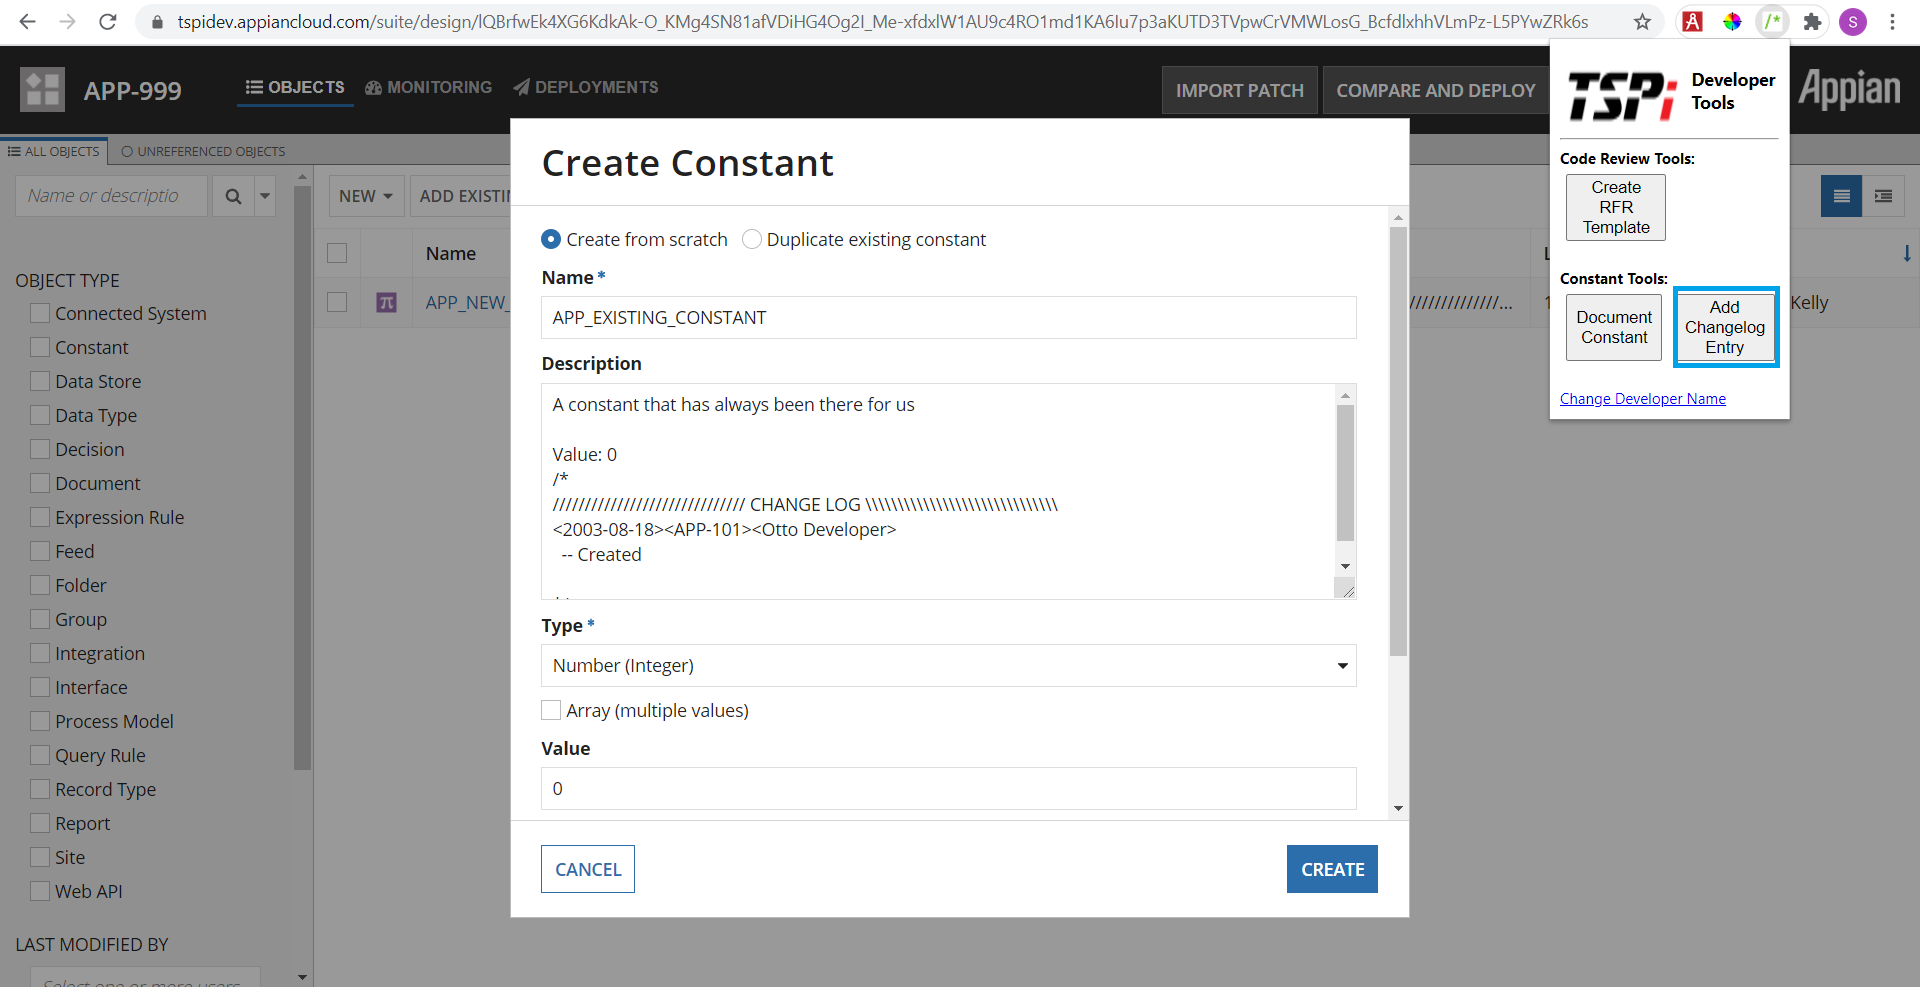 tspidev.appiancloud.com/suite/design/lQBrfwEk4XG6KdkAk-O_KMg4SN81afVDiHG4Og2I_Me-xfdxlW1AU9c4RO1md1KA6Iu7p3aKUTD3TVpwCrVMWLosG_BcfdlxhhVLmPz-L5PYwZRk6s
S
APP-999
OBJECTS
MONITORING
DEPLOYMENTS
IMPORT PATCH
COMPARE AND DEPLOY
Appian
TSPi
Developer
Tools
Code Review Tools:
Create
RFR
Template
Constant Tools:
Document
Constant
Add
Changelog
Entry
Change Developer Name
ALL OBJECTS
UNREFERENCED OBJECTS
Name or descriptio
NEW
ADD EXISTIN
Name
APP_NEW_
///////////////...
Kelly
OBJECT TYPE
Connected System
Constant
Data Store
Data Type
Decision
Document
Expression Rule
Feed
Folder
Group
Integration
Interface
Process Model
Query Rule
Record Type
Report
Site
Web API
LAST MODIFIED BY
Select one or more users
Create Constant
Create from scratch
Duplicate existing constant
Name *
APP_EXISTING_CONSTANT
Description
A constant that has always been there for us
Value: 0
/*
////////////////////////////// CHANGE LOG \\\\\\\\\\\\\\\\\\\\\\\\\\\\\\
<2003-08-18><APP-101><Otto Developer>
-- Created
Type *
Number (Integer)
Array (multiple values)
Value
0
CANCEL
CREATE